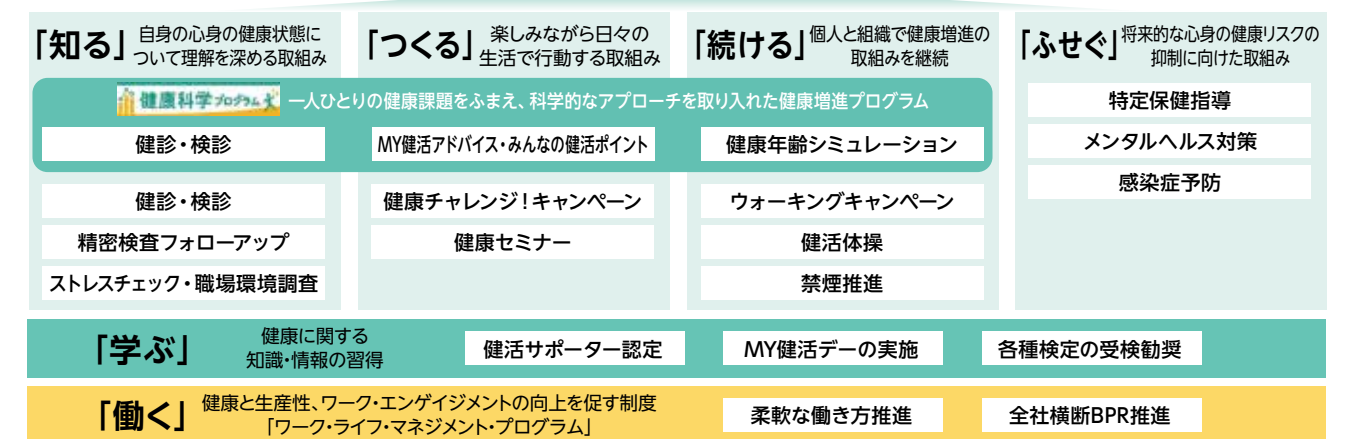 「知る」 自身の心身の健康状態に
ついて理解を深める取組み
「つくる」 楽しみながら日々の
生活で行動する取組み
「続ける」 個人と組織で健康増進の
取組みを継続
「ふせぐ」 将来的な心身の健康リスクの
抑制に向けた取組み
健康科学プログラム 一人ひとりの健康課題をふまえ、科学的なアプローチを取り入れた健康増進プログラム
健診・検診
MY健活アドバイス・みんなの健活ポイント
健康年齢シミュレーション
健診・検診
精密検査フォローアップ
ストレスチェック・職場環境調査
健康チャレンジ!キャンペーン
健康セミナー
ウォーキングキャンペーン
健活体操
禁煙推進
特定保健指導
メンタルヘルス対策
感染症予防
「学ぶ」 健康に関する
知識・情報の習得
健活サポーター認定
MY健活デーの実施
各種検定の受検勧奨
「働く」 健康と生産性、ワーク・エンゲイジメントの向上を促す制度
「ワーク・ライフ・マネジメント・プログラム」
柔軟な働き方推進
全社横断BPR推進